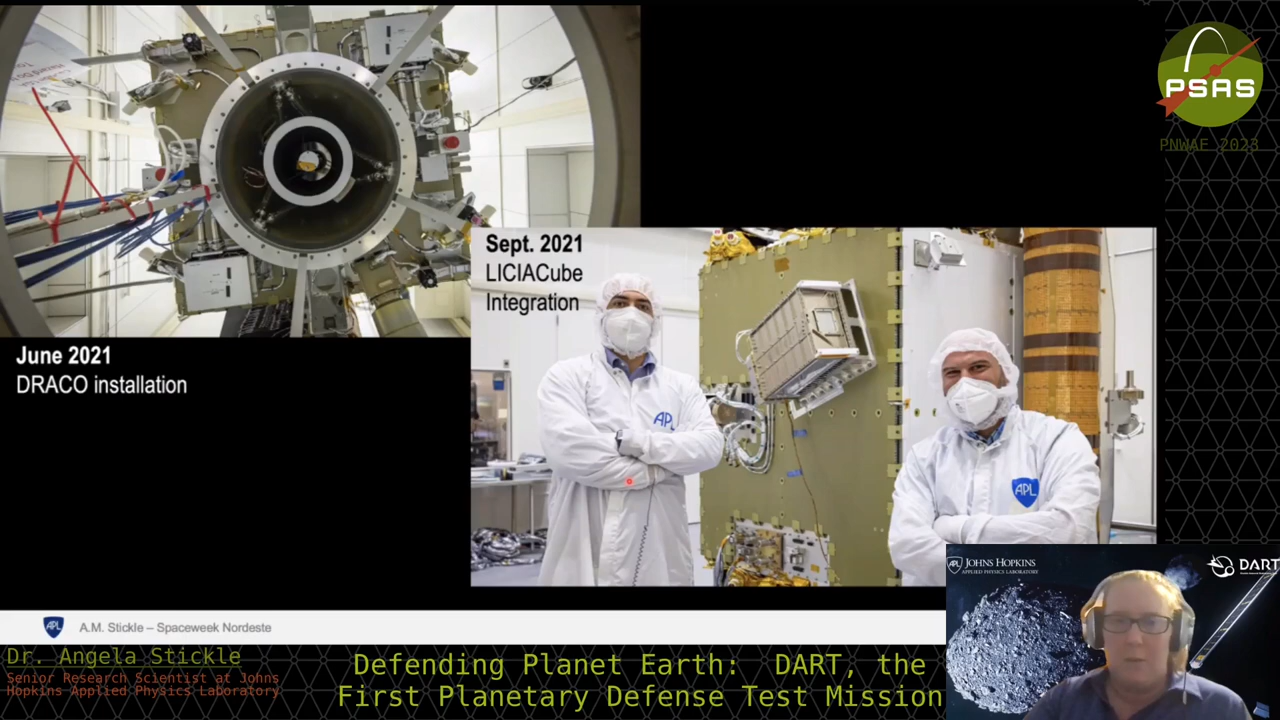 PSAS
PNWAE 2023
Sept. 2021
LICIACube
Integration
June 2021
DRACO installation
APL
APL
APL
JOHNS HOPKINS
APPLIED PHYSICS LABORATORY
DART
APL
A.M. Stickle – Spaceweek Nordeste
Dr. Angela Stickle
Senior Research Scientist at Johns
Hopkins Applied Physics Laboratory
Defending Planet Earth: DART, the
First Planetary Defense Test Mission